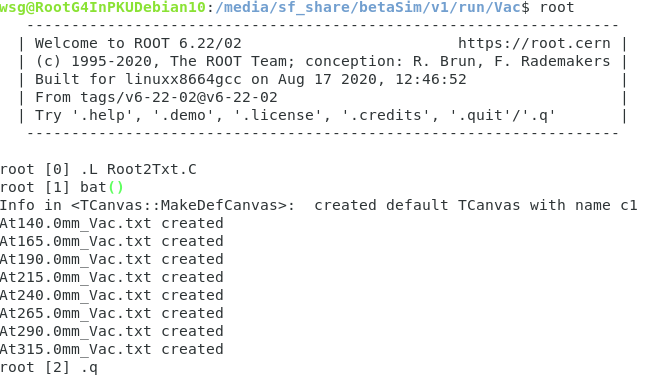 wsg@RootG4InPKUDebian10:/media/sf_share/betaSim/v1/run/Vac$ root
   ------------------------------------------------------------------
  | Welcome to ROOT 6.22/02                        https://root.cern |
  | (c) 1995-2020, The ROOT Team; conception: R. Brun, F. Rademakers |
  | Built for linuxx8664gcc on Aug 17 2020, 12:46:52                 |
  | From tags/v6-22-02@v6-22-02                                      |
  | Try '.help', '.demo', '.license', '.credits', '.quit'/'.q'       |
   ------------------------------------------------------------------
root [0] .L Root2Txt.C
root [1] bat()
Info in <TCanvas::MakeDefCanvas>:  created default TCanvas with name c1
At140.0mm_Vac.txt created
At165.0mm_Vac.txt created
At190.0mm_Vac.txt created
At215.0mm_Vac.txt created
At240.0mm_Vac.txt created
At265.0mm_Vac.txt created
At290.0mm_Vac.txt created
At315.0mm_Vac.txt created
root [2] .q